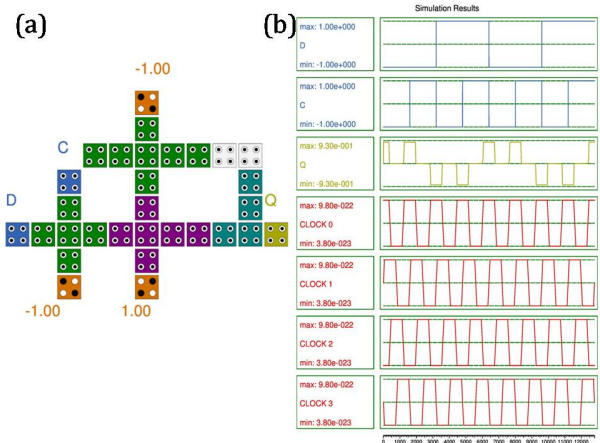 (a)
(b)
Simulation Results
-1.00
C
D
Q
-1.00
1.00
max: 1.00e+000
D
min: -1.00e+000
max: 1.00e+000
C
min: -1.00e+000
max: 9.30e-001
Q
min: -9.30e-001
max: 9.80e-022
CLOCK 0
min: 3.80e-023
max: 9.80e-022
CLOCK 1
min: 3.80e-023
max: 9.80e-022
CLOCK 2
min: 3.80e-023
max: 9.80e-022
CLOCK 3
min: 3.80e-023
0 1000 2000 3000 4000 5000 6000 7000 8000 9000 10000 11000 12000